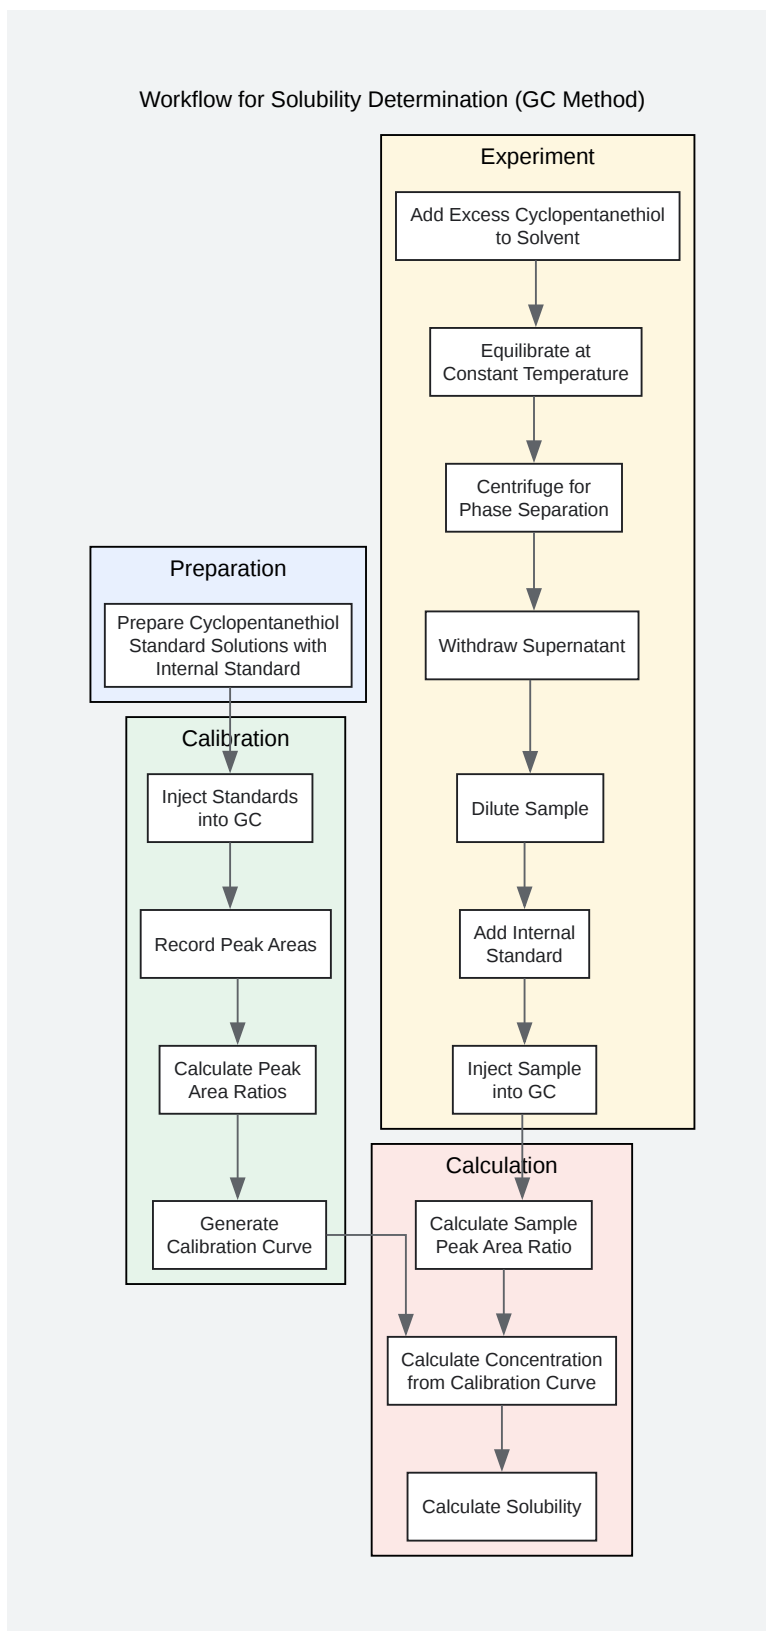 Workflow for Solubility Determination (GC Method)
Experiment
Add Excess Cyclopentanethiol
to Solvent
Equilibrate at
Constant Temperature
Centrifuge for
Phase Separation
Withdraw Supernatant
Dilute Sample
Add Internal
Standard
Inject Sample
into GC
Preparation
Prepare Cyclopentanethiol
Standard Solutions with
Internal Standard
Calibration
Inject Standards
into GC
Record Peak Areas
Calculate Peak
Area Ratios
Generate
Calibration Curve
Calculation
Calculate Sample
Peak Area Ratio
Calculate Concentration
from Calibration Curve
Calculate Solubility